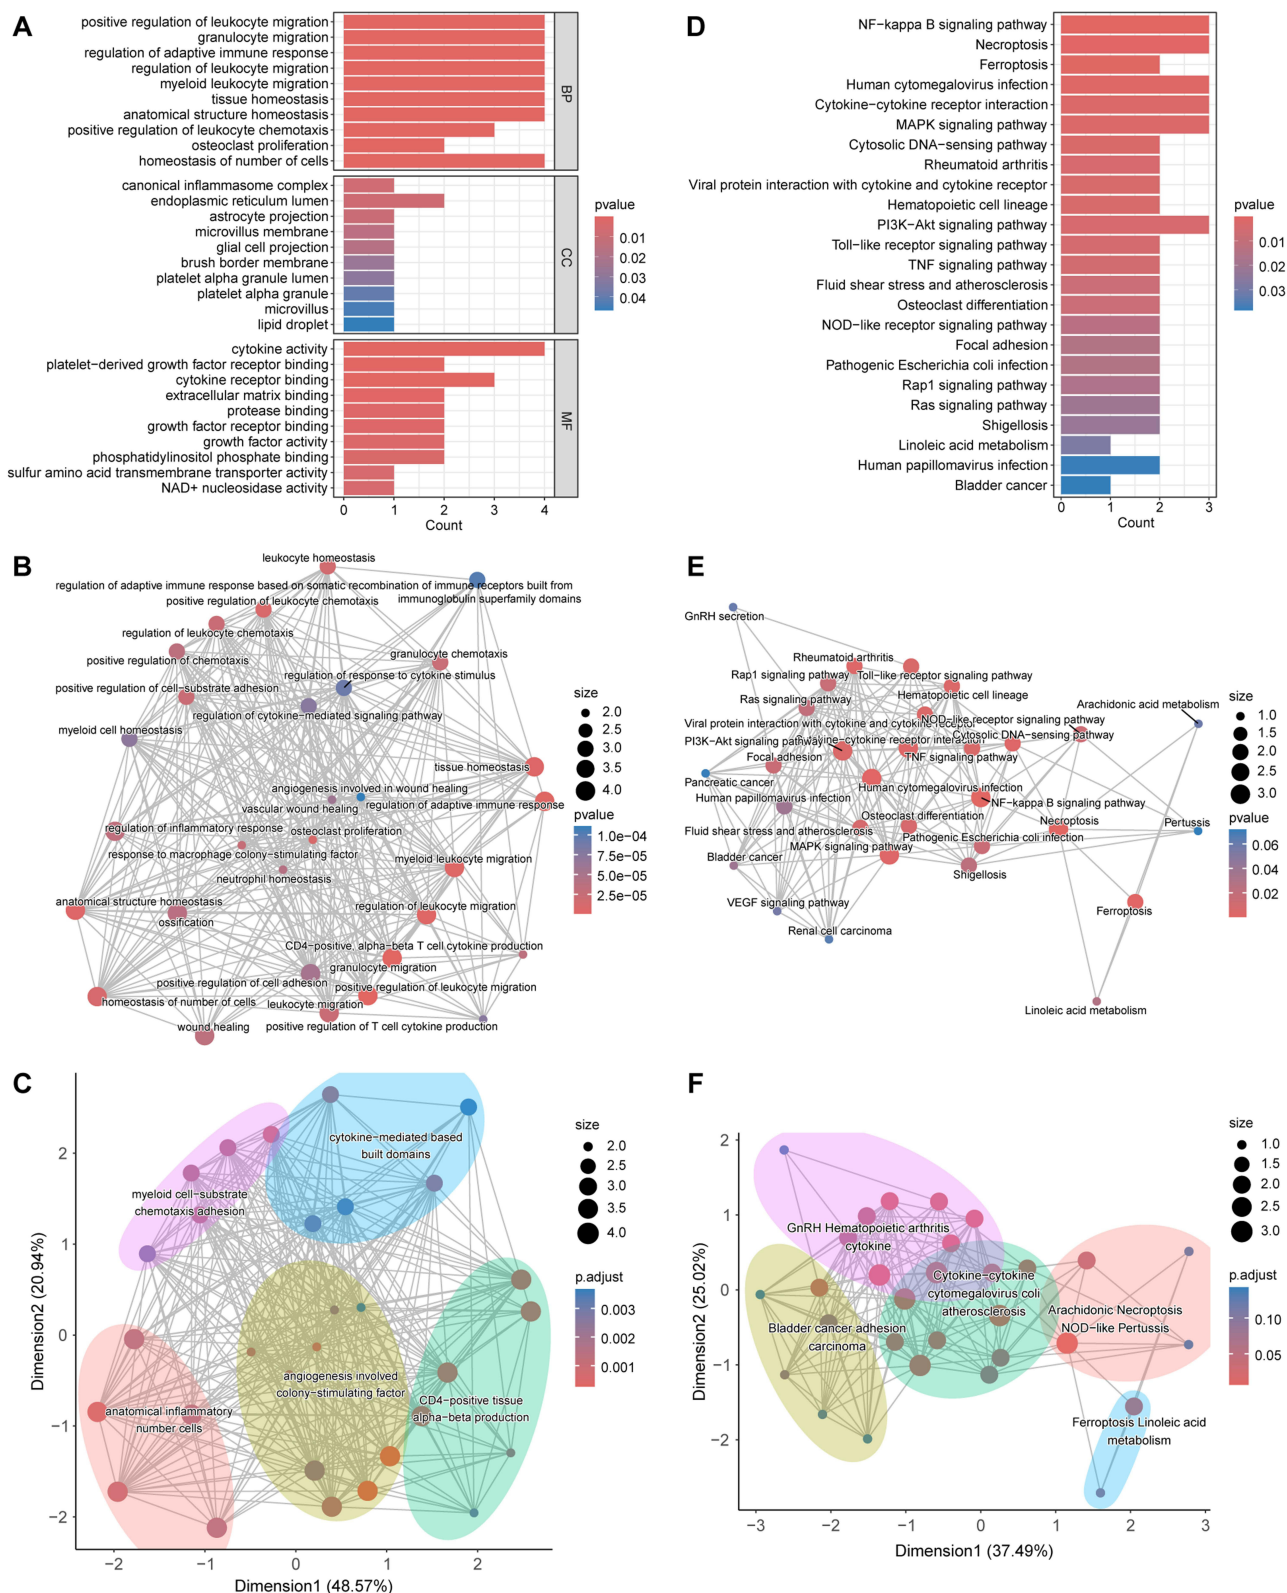 A
positive regulation of leukocyte migration
granulocyte migration
regulation of adaptive immune response
regulation of leukocyte migration
myeloid leukocyte migration
tissue homeostasis
anatomical structure homeostasis
positive regulation of leukocyte chemotaxis
osteoclast proliferation
homeostasis of number of cells
BP
canonical inflammasome complex
endoplasmic reticulum lumen
astrocyte projection
microvillus membrane
glial cell projection
brush border membrane
platelet alpha granule lumen
platelet alpha granule
microvillus
lipid droplet
CC
cytokine activity
platelet−derived growth factor receptor binding
cytokine receptor binding
extracellular matrix binding
protease binding
growth factor receptor binding
growth factor activity
phosphatidylinositol phosphate binding
sulfur amino acid transmembrane transporter activity
NAD+ nucleosidase activity
MF
0 1 2 3 4
Count
pvalue
0.01
0.02
0.03
0.04
D
NF−kappa B signaling pathway
Necroptosis
Ferroptosis
Human cytomegalovirus infection
Cytokine−cytokine receptor interaction
MAPK signaling pathway
Cytosolic DNA−sensing pathway
Rheumatoid arthritis
Viral protein interaction with cytokine and cytokine receptor
Hematopoietic cell lineage
PI3K−Akt signaling pathway
Toll−like receptor signaling pathway
TNF signaling pathway
Fluid shear stress and atherosclerosis
Osteoclast differentiation
NOD−like receptor signaling pathway
Focal adhesion
Pathogenic Escherichia coli infection
Rap1 signaling pathway
Ras signaling pathway
Shigellosis
Linoleic acid metabolism
Human papillomavirus infection
Bladder cancer
0 1 2 3
Count
pvalue
0.01
0.02
0.03
B
leukocyte homeostasis
regulation of adaptive immune response based on somatic recombination of immune receptors built from
immunoglobulin superfamily domains
positive regulation of leukocyte chemotaxis
regulation of leukocyte chemotaxis
positive regulation of chemotaxis
granulocyte chemotaxis
regulation of response to cytokine stimulus
positive regulation of cell−substrate adhesion
regulation of cytokine−mediated signaling pathway
myeloid cell homeostasis
tissue homeostasis
angiogenesis involved in wound healing
vascular wound healing
regulation of adaptive immune response
regulation of inflammatory response
osteoclast proliferation
response to macrophage colony−stimulating factor
myeloid leukocyte migration
neutrophil homeostasis
anatomical structure homeostasis
regulation of leukocyte migration
ossification
CD4−positive, alpha−beta T cell cytokine production
granulocyte migration
positive regulation of cell adhesion
positive regulation of leukocyte migration
homeostasis of number of cells
leukocyte migration
wound healing
positive regulation of T cell cytokine production
size
2.0
2.5
3.0
3.5
4.0
pvalue
1.0e−04
7.5e−05
5.0e−05
2.5e−05
E
GnRH secretion
Rheumatoid arthritis
Rap1 signaling pathway
Toll−like receptor signaling pathway
Ras signaling pathway
Hematopoietic cell lineage
Arachidonic acid metabolism
Viral protein interaction with cytokine and cytokine receptor
NOD−like receptor signaling pathway
PI3K−Akt signaling pathway
Cytokine−cytokine receptor interaction
Cytosolic DNA−sensing pathway
Focal adhesion
TNF signaling pathway
Pancreatic cancer
Human cytomegalovirus infection
Human papillomavirus infection
NF−kappa B signaling pathway
Osteoclast differentiation
Necroptosis
Pertussis
Fluid shear stress and atherosclerosis
Pathogenic Escherichia coli infection
MAPK signaling pathway
Bladder cancer
Shigellosis
VEGF signaling pathway
Ferroptosis
Renal cell carcinoma
Linoleic acid metabolism
size
1.0
1.5
2.0
2.5
3.0
pvalue
0.06
0.04
0.02
C
cytokine−mediated based
built domains
myeloid cell−substrate
chemotaxis adhesion
angiogenesis involved
colony−stimulating factor
CD4−positive tissue
alpha−beta production
anatomical inflammatory
number cells
2
1
0
−1
−2
Dimension2 (20.94%)
−2 −1 0 1 2
Dimension1 (48.57%)
size
2.0
2.5
3.0
3.5
4.0
p.adjust
0.003
0.002
0.001
F
GnRH Hematopoietic arthritis
cytokine
Cytokine−cytokine
cytomegalovirus coli
atherosclerosis
Arachidonic Necroptosis
NOD−like Pertussis
Bladder cancer adhesion
carcinoma
Ferroptosis Linoleic acid
metabolism
2
1
0
−1
−2
Dimension2 (25.02%)
−3 −2 −1 0 1 2 3
Dimension1 (37.49%)
size
1.0
1.5
2.0
2.5
3.0
p.adjust
0.10
0.05